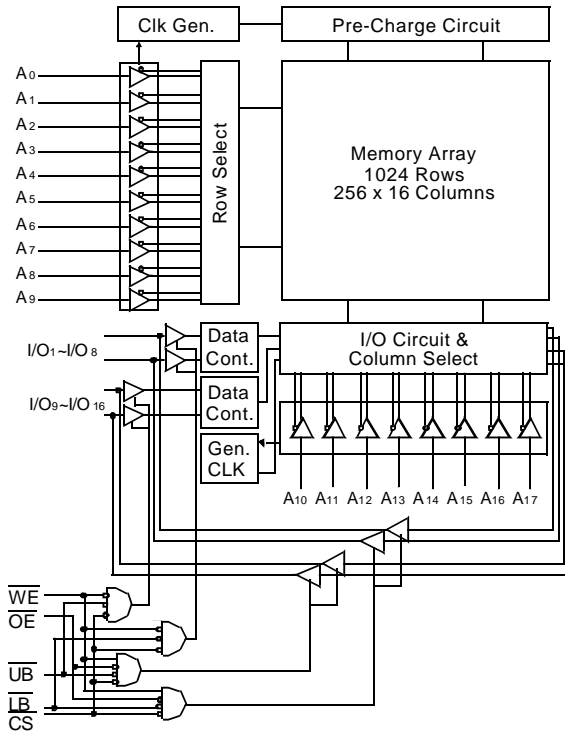 Clk Gen.
Pre-Charge Circuit
A0
A1
A2
A3
A4
A5
A6
A7
A8
A9
Row Select
Memory Array
1024 Rows
256 x 16 Columns
I/O1~I/O 8
Data
Cont.
I/O Circuit &
Column Select
I/O9~I/O 16
Data
Cont.
Gen.
CLK
A10 A11 A12 A13 A14 A15 A16 A17
WE
OE
UB
LB
CS